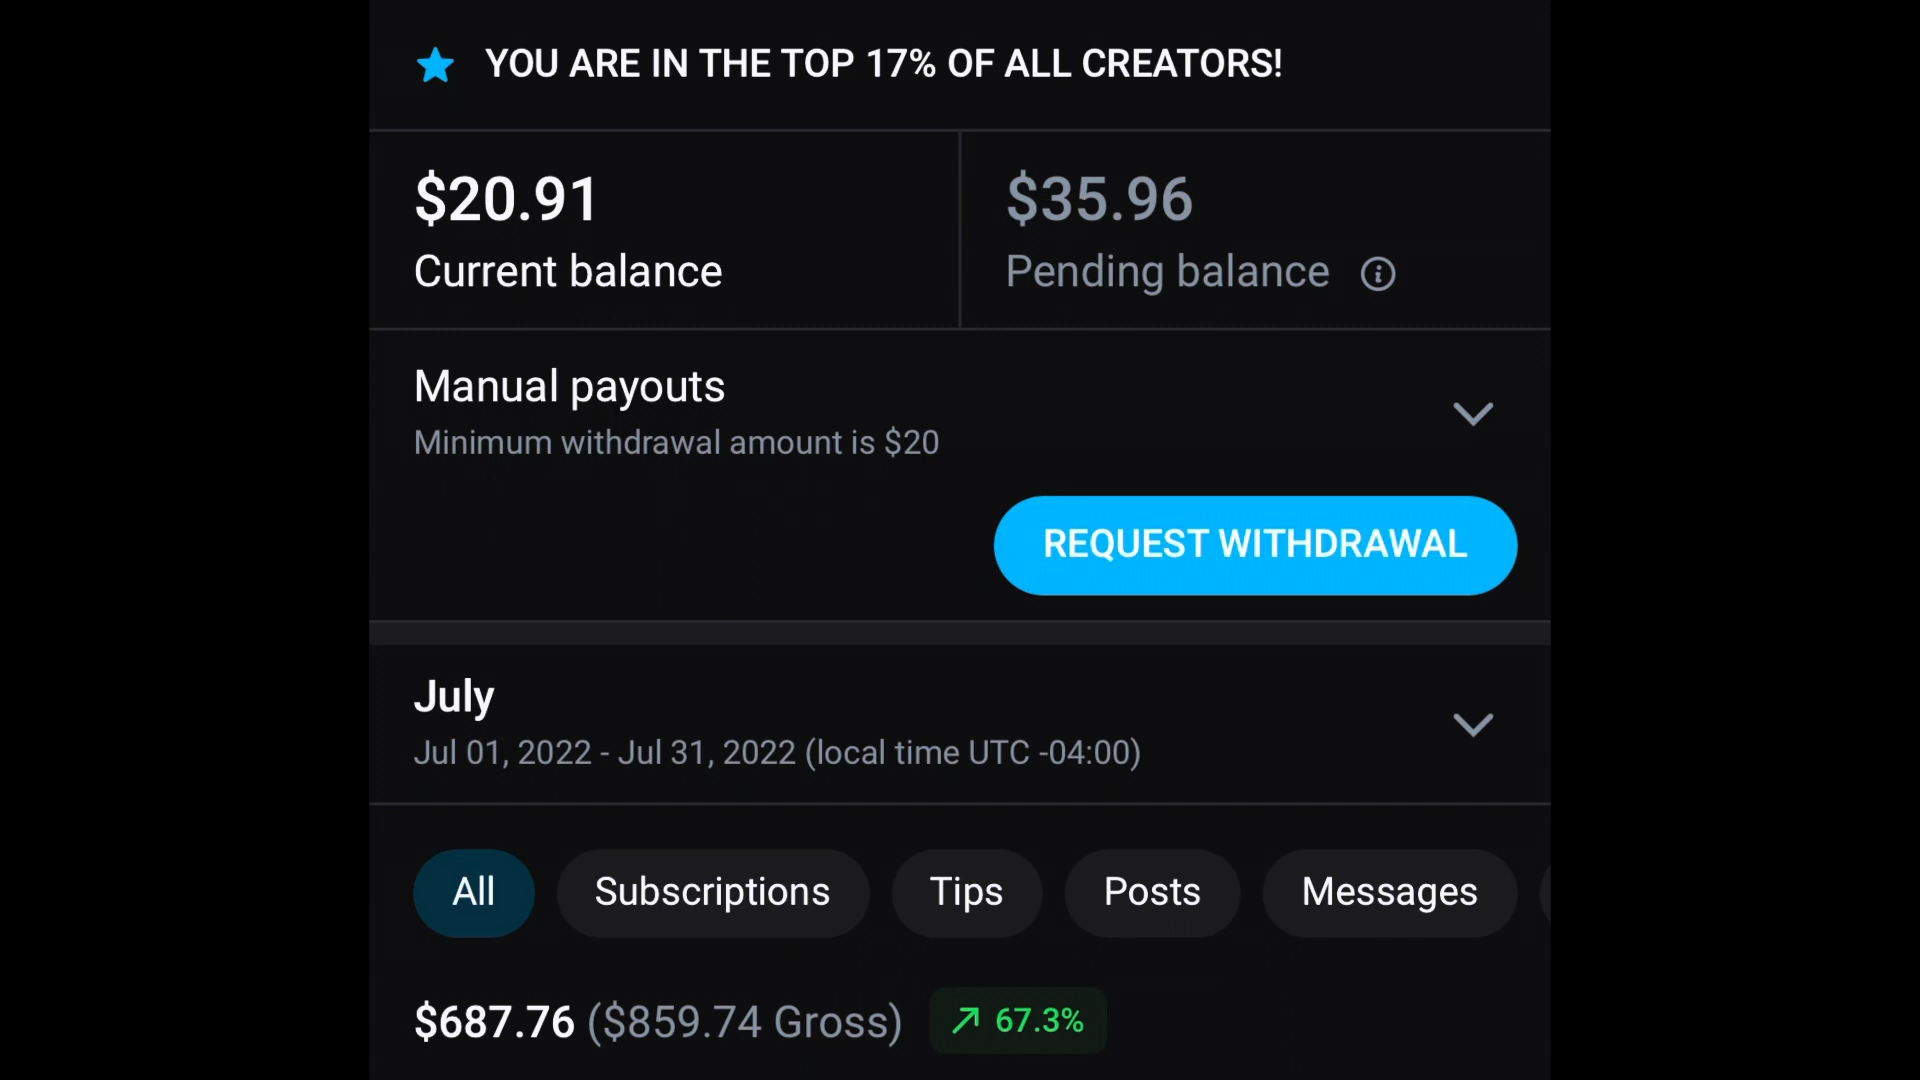 YOU ARE IN THE TOP 17% OF ALL CREATORS!
$20.91
Current balance
$35.96
Pending balance
Manual payouts
Minimum withdrawal amount is $20
REQUEST WITHDRAWAL
July
Jul 01, 2022 - Jul 31, 2022 (local time UTC -04:00)
All Subscriptions Tips Posts Messages
$687.76 ($859.74 Gross) 67.3%